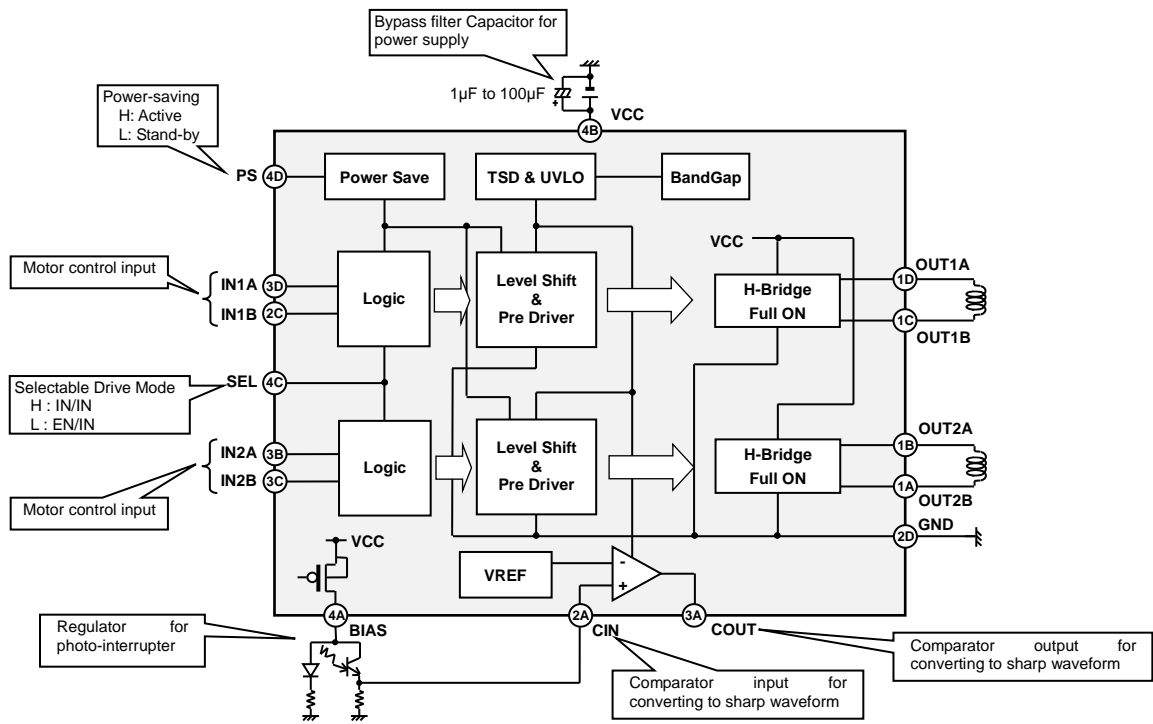 Bypass filter Capacitor for
power supply
1µF to 100µF
+
VCC
4B
Power-saving
H: Active
L: Stand-by
PS
4D
Power Save
TSD & UVLO
BandGap
Motor control input
IN1A
3D
IN1B
2C
Logic
Level Shift
&
Pre Driver
VCC
H-Bridge
Full ON
1D
OUT1A
1C
OUT1B
Selectable Drive Mode
H : IN/IN
L : EN/IN
SEL
4C
IN2A
3B
IN2B
3C
Motor control input
Logic
Level Shift
&
Pre Driver
H-Bridge
Full ON
1B
OUT2A
1A
OUT2B
2D
GND
VCC
VREF
-
+
4A
BIAS
2A
CIN
3A
COUT
Regulator for
photo-interrupter
Comparator input for
converting to sharp waveform
Comparator output for
converting to sharp waveform